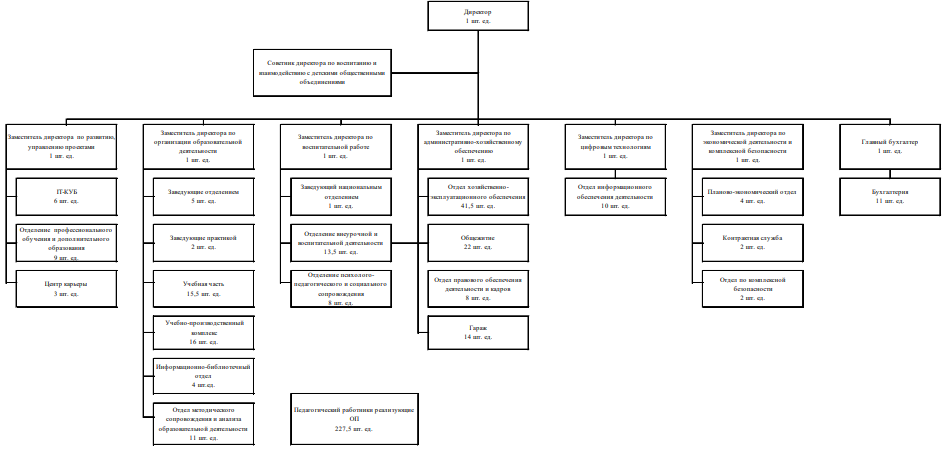 Директор
1 шт. ед.
Советник директора по воспитанию и
взаимодействию с детскими общественными
объединениями
Заместитель директора по развитию,
управлению проектами
1 шт. ед.
Заместитель директора по
организации образовательной
деятельности
1 шт. ед.
Заместитель директора по
воспитательной работе
1 шт. ед.
Заместитель директора по
административно-хозяйственному
обеспечению
1 шт. ед.
Заместитель директора по
цифровым технологиям
1 шт. ед.
Заместитель директора по
экономической деятельности и
комплексной безопасности
1 шт. ед.
Главный бухгалтер
1 шт. ед.
IT-КУБ
6 шт. ед.
Отделение профессионального
обучения и дополнительного
образования
9 шт. ед.
Центр карьеры
3 шт. ед.
Заведующие отделением
5 шт. ед.
Заведующие практикой
2 шт. ед.
Учебная часть
15,5 шт. ед.
Учебно-производственный
комплекс
16 шт. ед.
Информационно-библиотечный
отдел
4 шт.ед.
Отдел методического
сопровождения и анализа
образовательной деятельности
11 шт. ед.
Заведующий национальным
отделением
1 шт. ед.
Отделение внеурочной и
воспитательной деятельности
13,5 шт. ед.
Отделение психолого-
педагогического и социального
сопровождения
8 шт. ед.
Педагогический работники реализующие
ОП
227,5 шт. ед.
Отдел хозяйственно-
эксплуатационного обеспечения
41,5 шт. ед.
Общежитие
22 шт. ед.
Отдел правового обеспечения
деятельности и кадров
8 шт. ед.
Гараж
14 шт. ед.
Отдел информационного
обеспечения деятельности
10 шт. ед.
Планово-экономический отдел
4 шт. ед.
Контрактная служба
2 шт. ед.
Отдел по комплексной
безопасности
2 шт. ед.
Бухгалтерия
11 шт. ед.